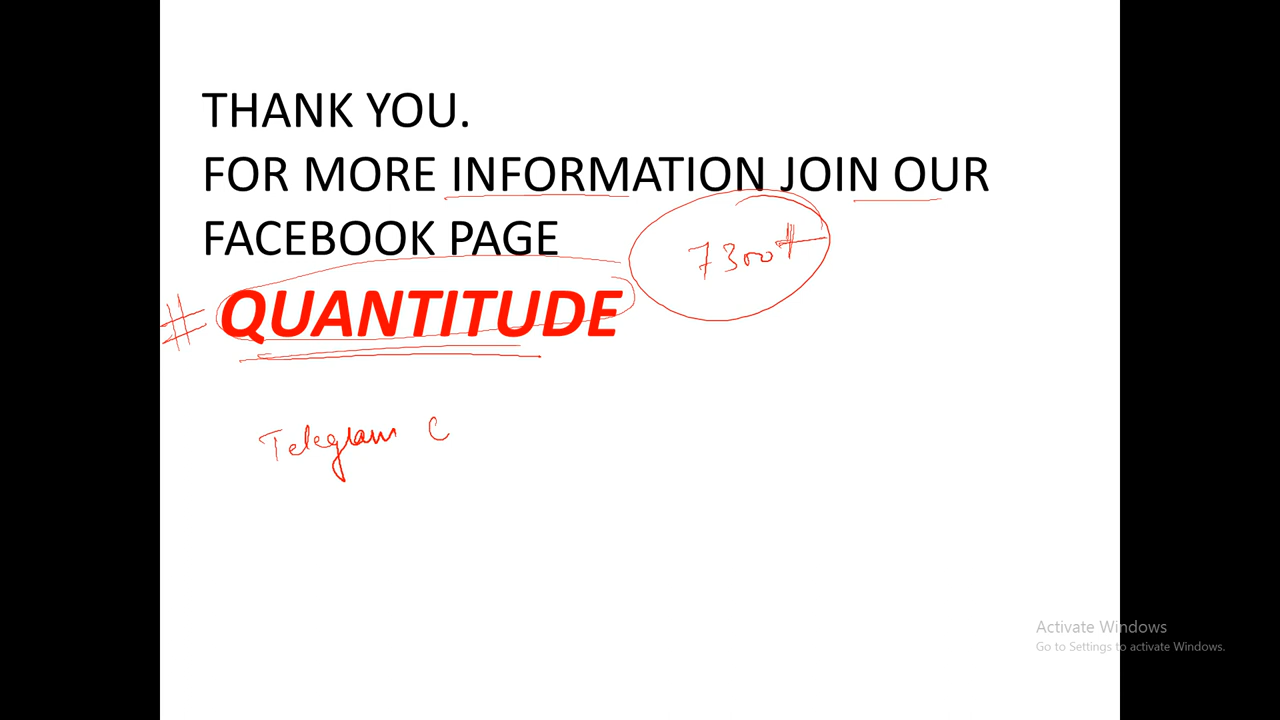 THANK YOU.
FOR MORE INFORMATION JOIN OUR
FACEBOOK PAGE
7300+
# QUANTITUDE
Telegram C
Activate Windows
Go to Settings to activate Windows.